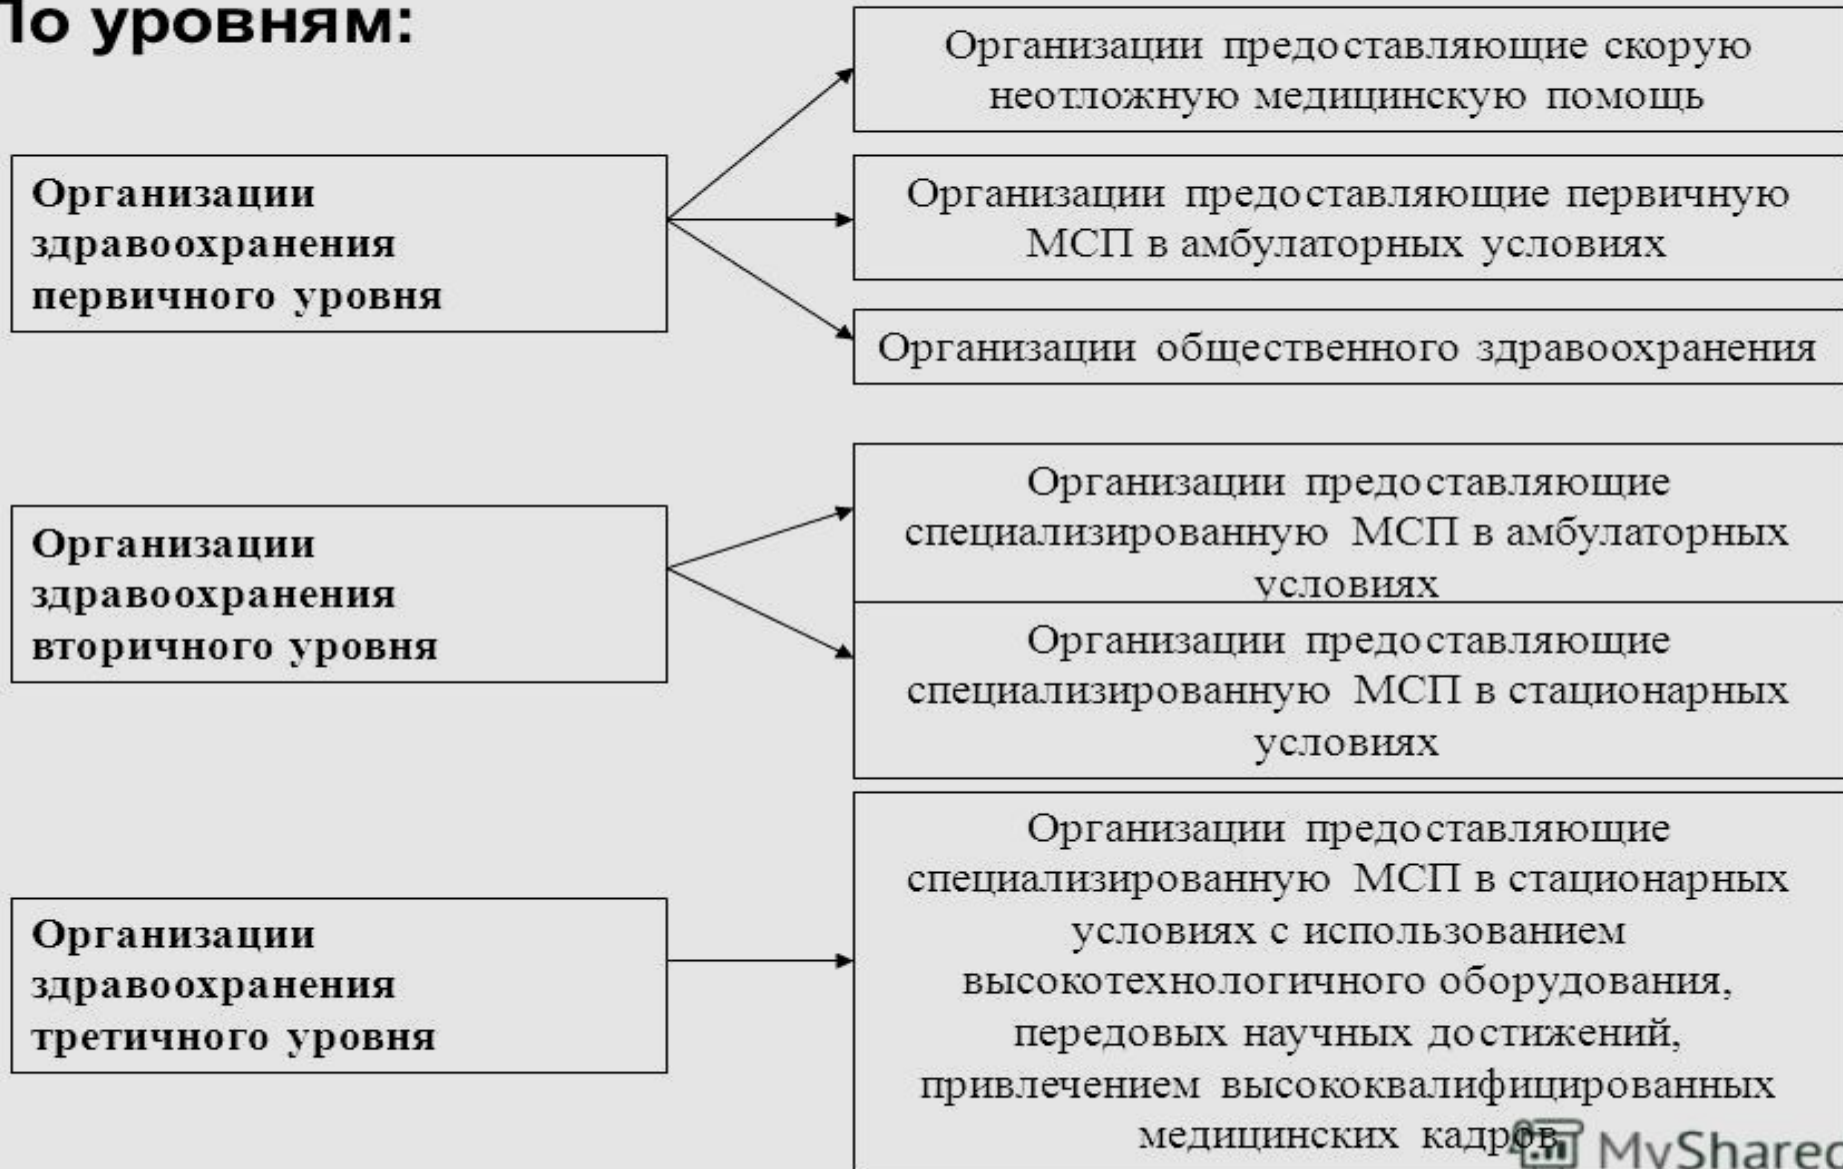 По уровням:
Организации предоставляющие скорую
неотложную медицинскую помощь
Организации
здравоохранения
первичного уровня
Организации предоставляющие первичную
МСП в амбулаторных условиях
Организации общественного здравоохранения
Организации
здравоохранения
вторичного уровня
Организации предоставляющие
специализированную МСП в амбулаторных
условиях
Организации предоставляющие
специализированную МСП в стационарных
условиях
Организации
здравоохранения
третичного уровня
Организации предоставляющие
специализированную МСП в стационарных
условиях с использованием
высокотехнологичного оборудования,
передовых научных достижений,
привлечением высококвалифицированных
медицинских кадров
MyShared